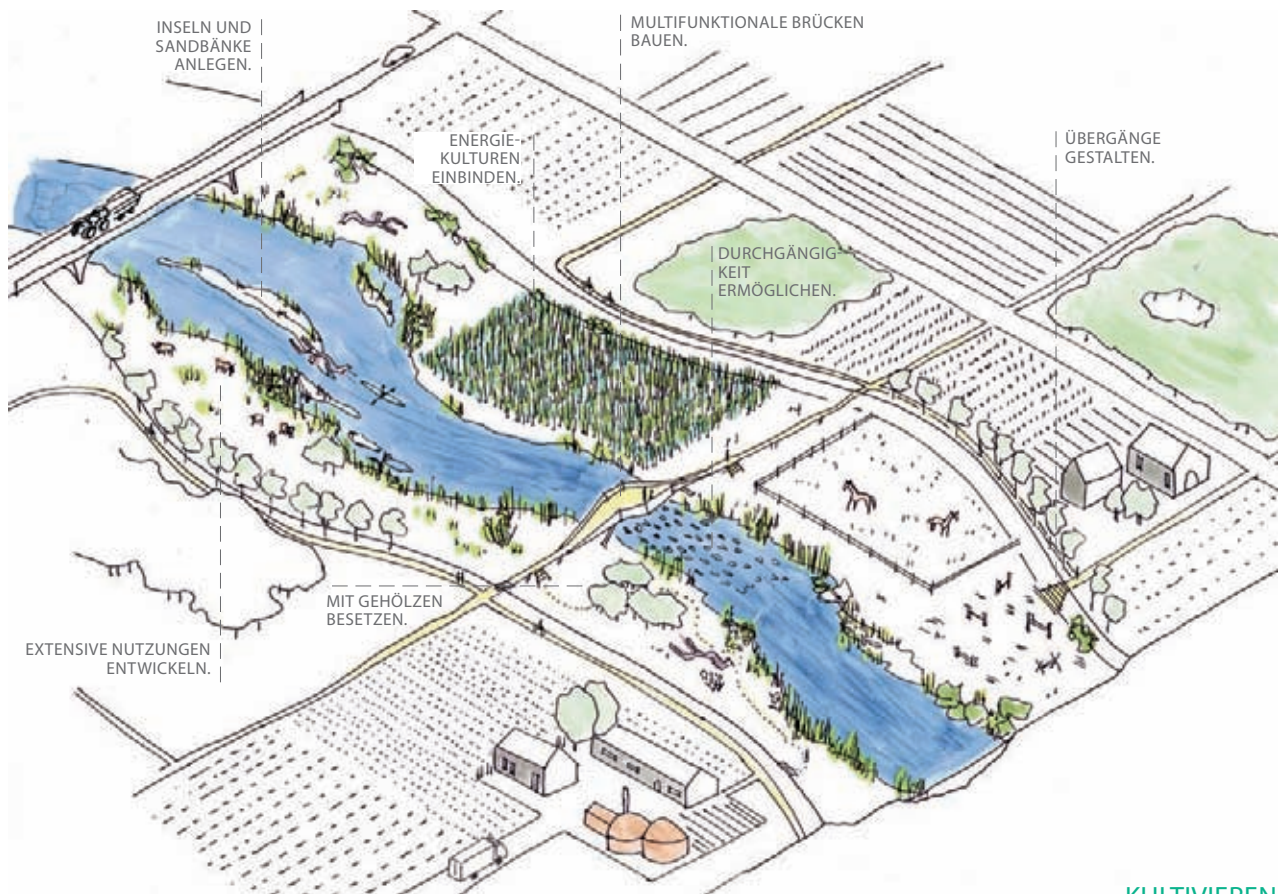 INSELN UND
SANDBÄNKE
ANLEGEN.
MULTIFUNKTIONALE BRÜCKEN
BAUEN.
ENERGIE-
KULTUREN
EINBINDEN.
ÜBERGÄNGE
GESTALTEN.
DURCHGÄNGIG-
KEIT
ERMÖGLICHEN.
MIT GEHÖLZEN
BESETZEN.
EXTENSIVE NUTZUNGEN
ENTWICKELN.
KULTIVIEREN